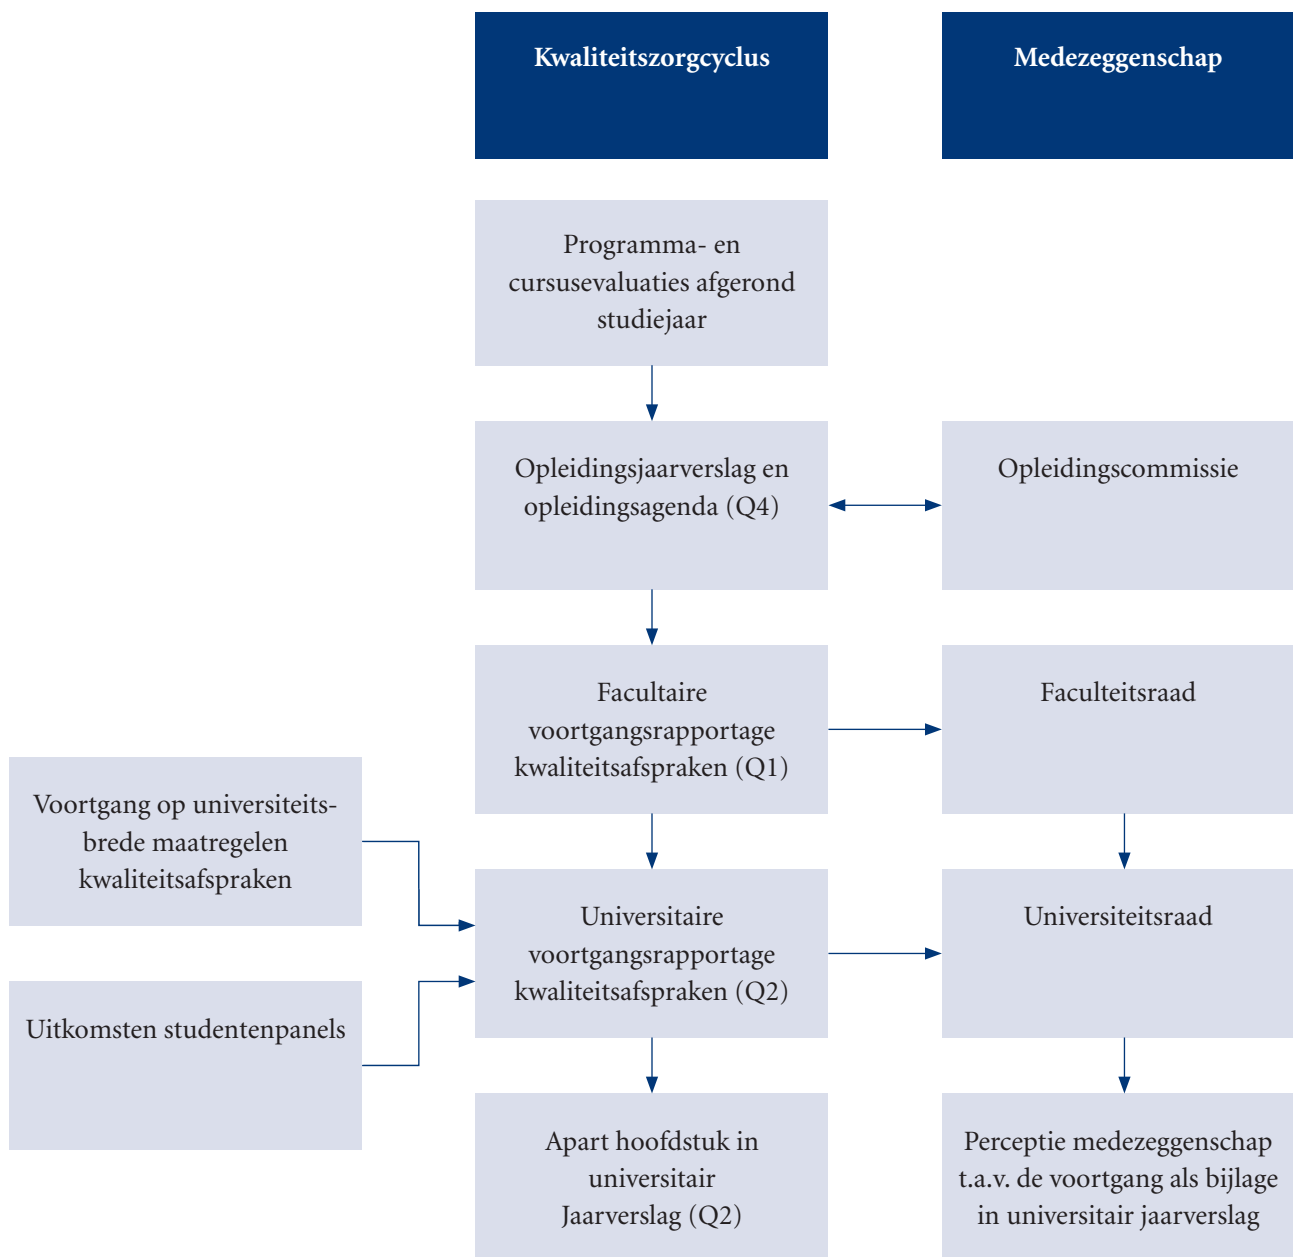 Kwaliteitszorgcyclus
Medezeggenschap
Programma- en
cursusevaluaties afgerond
studiejaar
Opleidingsjaarverslag en
opleidingsagenda (Q4)
Opleidingscommissie
Facultaire
voortgangsrapportage
kwaliteitsafspraken (Q1)
Faculteitsraad
Voortgang op universiteits-
brede maatregelen
kwaliteitsafspraken
Universitaire
voortgangsrapportage
kwaliteitsafspraken (Q2)
Universiteitsraad
Uitkomsten studentenpanels
Apart hoofdstuk in
universitair
Jaarverslag (Q2)
Perceptie medezeggenschap
t.a.v. de voortgang als bijlage
in universitair jaarverslag